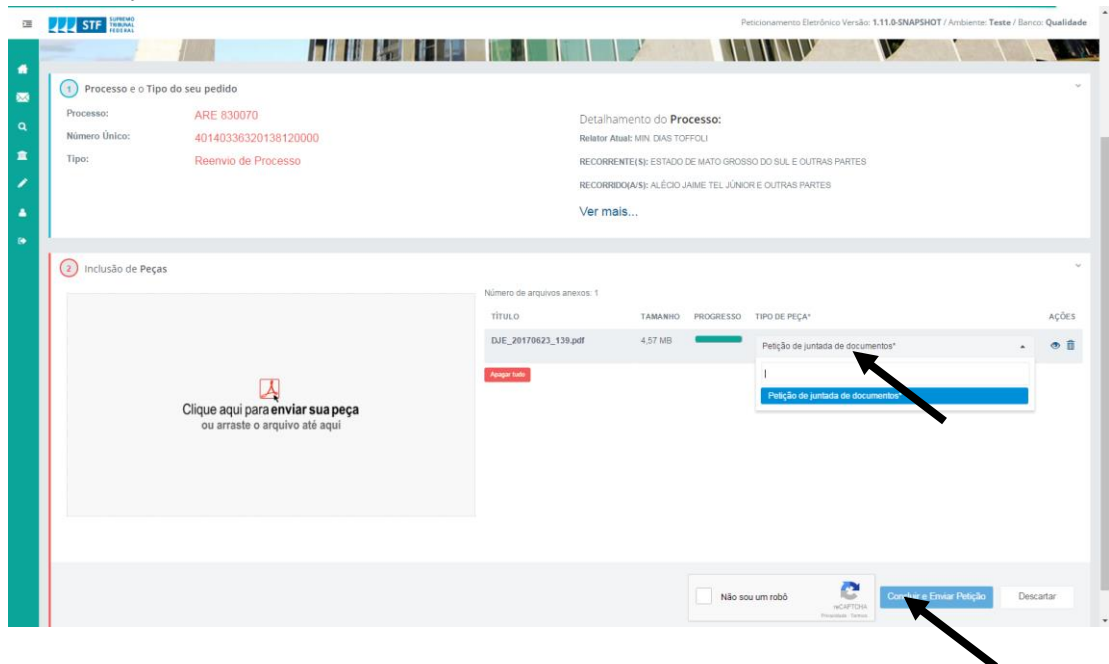 STF SUPREMO TRIBUNAL FEDERAL
Peticionamento Eletrônico Versão: 1.11.0-SNAPSHOT / Ambiente: Teste / Banco: Qualidade
1 Processo e o Tipo do seu pedido
Processo: ARE 830070
Número Único: 40140336320138120000
Tipo: Reenvio de Processo
Detalhamento do Processo:
Relator Atual: MIN. DIAS TOFFOLI
RECORRENTE(S): ESTADO DE MATO GROSSO DO SUL E OUTRAS PARTES
RECORRIDO(A/S): ALÉCIO JAIME TEL JÚNIOR E OUTRAS PARTES
Ver mais...
2 Inclusão de Peças
Clique aqui para enviar sua peça
ou arraste o arquivo até aqui
Número de arquivos anexos: 1
TÍTULO TAMANHO PROGRESSO TIPO DE PEÇA* AÇÕES
DJE_20170623_139.pdf 4,57 MB Petição de juntada de documentos*
Apagar tudo
Petição de juntada de documentos*
Não sou um robô
reCAPTCHA
Privacidade - Termos
Concluir e Enviar Petição
Descartar